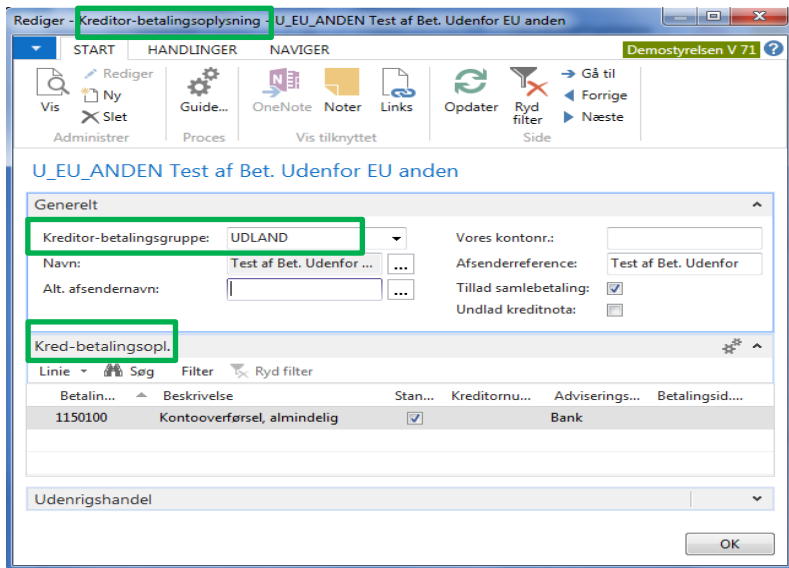 Rediger - Kreditor-betalingsoplysning - U_EU_ANDEN Test af Bet. Udenfor EU anden
START HANDLINGER NAVIGER Demostyrelsen V 71
Vis
Rediger
Ny
Slet
Administrer
Guide...
Proces
OneNote Noter Links
Vis tilknyttet
Opdater Ryd filter
Gå til
Forrige
Næste
Side
U_EU_ANDEN Test af Bet. Udenfor EU anden
Generelt
Kreditor-betalingsgruppe: UDLAND Vores kontonr.:
Navn: Test af Bet. Udenfor ... ... Afsenderreference: Test af Bet. Udenfor
Alt. afsendernavn: ... Tillad samlebetaling:
Undlad kreditnota:
Kred-betalingsopl.
Linie Søg Filter Ryd filter
Betalin... Beskrivelse Stan... Kreditornu... Adviserings... Betalingsid....
1150100 Kontooverførsel, almindelig Bank
Udenrigshandel
OK